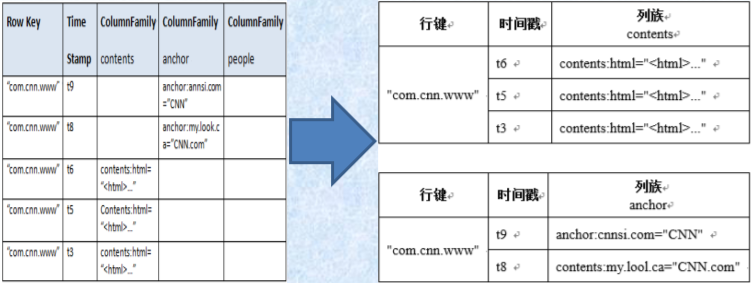 Row Key Time ColumnFamily ColumnFamily ColumnFamily
Stamp contents anchor people
"com.cnn.www" t9 anchor:annsi.com
="CNN"
"com.cnn.www" t8 anchor:my.look.c
a="CNN.com"
"com.cnn.www" t6 contents:html=
"<html>..."
"com.cnn.www" t5 Contents:html=
"<html>..."
"com.cnn.www" t3 contents:html=
"<html>..."
行键 时间戳 列族
contents
"com.cnn.www"
t6 contents:html="<html>..."
t5 contents:html="<html>..."
t3 contents:html="<html>..."
行键 时间戳 列族
anchor
"com.cnn.www"
t9 anchor:cnnsi.com="CNN"
t8 contents:my.lool.ca="CNN.com"